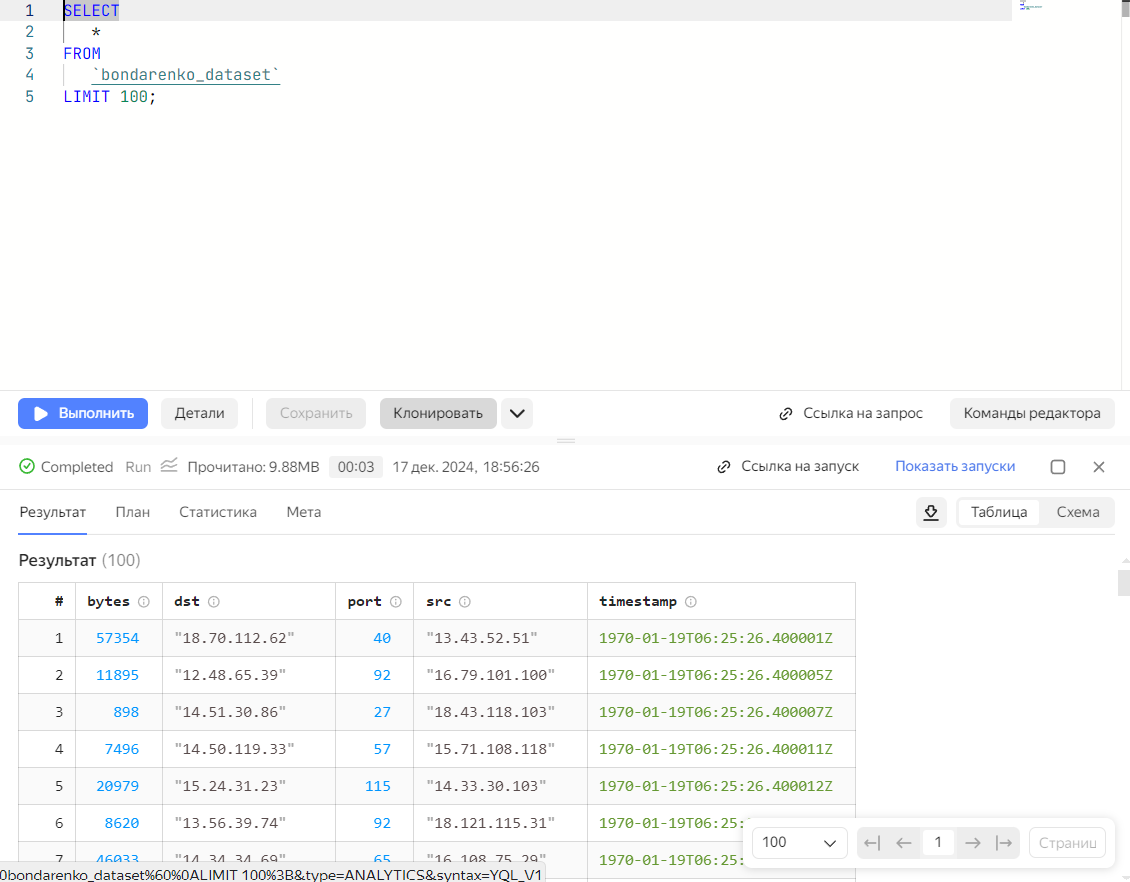 1 SELECT
2 *
3 FROM
4 `bondarenko_dataset`
5 LIMIT 100;
Выполнить Детали Сохранить Клонировать Ссылка на запрос Команды редактора
Completed Run Прочитано: 9.88MB 00:03 17 дек. 2024, 18:56:26 Ссылка на запуск Показать запуски
Результат План Статистика Мета Таблица Схема
Результат (100)
# bytes dst port src timestamp
1 57354 "18.70.112.62" 40 "13.43.52.51" 1970-01-19T06:25:26.400001Z
2 11895 "12.48.65.39" 92 "16.79.101.100" 1970-01-19T06:25:26.400005Z
3 898 "14.51.30.86" 27 "18.43.118.103" 1970-01-19T06:25:26.400007Z
4 7496 "14.50.119.33" 57 "15.71.108.118" 1970-01-19T06:25:26.400011Z
5 20979 "15.24.31.23" 115 "14.33.30.103" 1970-01-19T06:25:26.400012Z
6 8620 "13.56.39.74" 92 "18.121.115.31" 1970-01-19T06:25:26.
100 1 Страниц
7 46033 "14.34.34.69" 65 "16.108.75.29" 1970-01-19T06:25:26.
0bondarenko_dataset%60%0ALIMIT 100%3B&type=ANALYTICS&syntax=YQL_V1